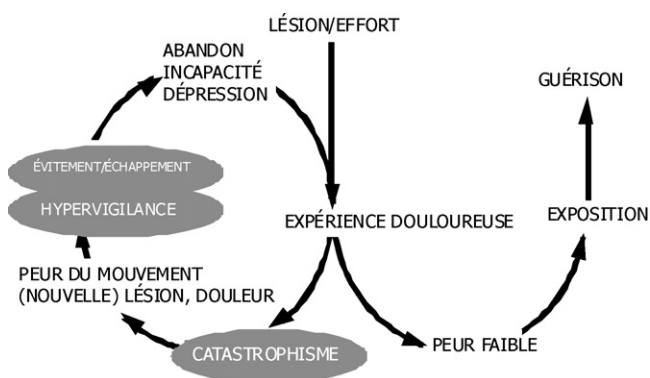 LÉSION/EFFORT
ABANDON
INCAPACITÉ
DÉPRESSION
GUÉRISON
ÉVITEMENT/ÉCHAPPEMENT
HYPERVIGILANCE
EXPÉRIENCE DOULOUREUSE
EXPOSITION
PEUR DU MOUVEMENT
(NOUVELLE) LÉSION, DOULEUR
CATASTROPHISME
PEUR FAIBLE